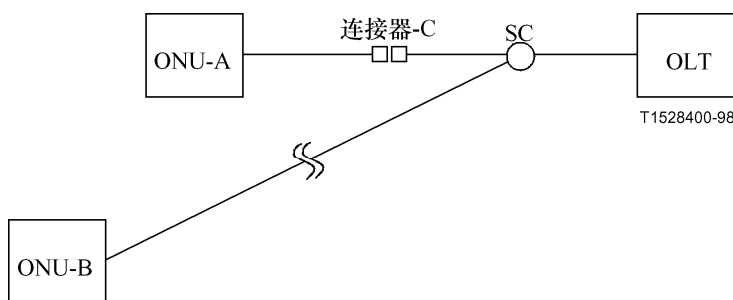 连接器-C
SC
ONU-A
OLT
T1528400-98
ONU-B